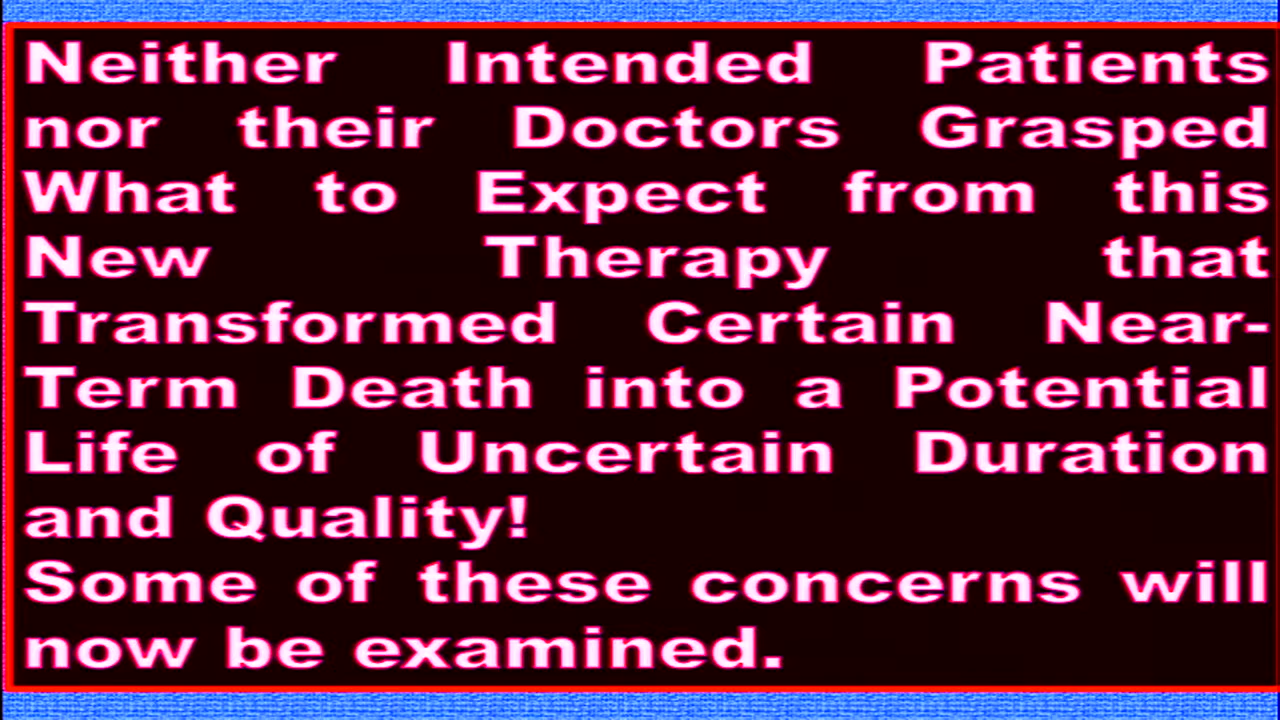 Neither Intended Patients
nor their Doctors Grasped
What to Expect from this
New Therapy that
Transformed Certain Near-
Term Death into a Potential
Life of Uncertain Duration
and Quality!
Some of these concerns will
now be examined.